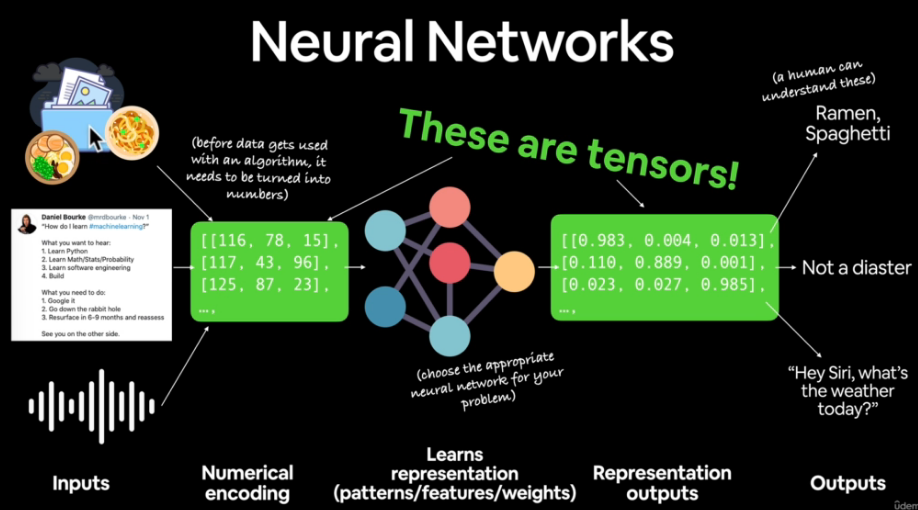 Neural Networks
(a human can
understand these)
Ramen,
Spaghetti
(before data gets used
with an algorithm, it
needs to be turned into
numbers)
These are tensors!
Daniel Bourke @mrdbourke · Nov 1
"How do I learn #machinelearning?"
What you want to hear:
1. Learn Python
2. Learn Math/Stats/Probability
3. Learn software engineering
4. Build
What you need to do:
1. Google it
2. Go down the rabbit hole
3. Resurface in 6-9 months and reassess
See you on the other side.
[[116, 78, 15],
[117, 43, 96],
[125, 87, 23],
…,
[[0.983, 0.004, 0.013],
[0.110, 0.889, 0.001],
[0.023, 0.027, 0.985],
…,
Not a diaster
(choose the appropriate
neural network for your
problem)
“Hey Siri, what’s
the weather
today?”
Inputs
Numerical
encoding
Learns
representation
(patterns/features/weights)
Representation
outputs
Outputs
ûdem